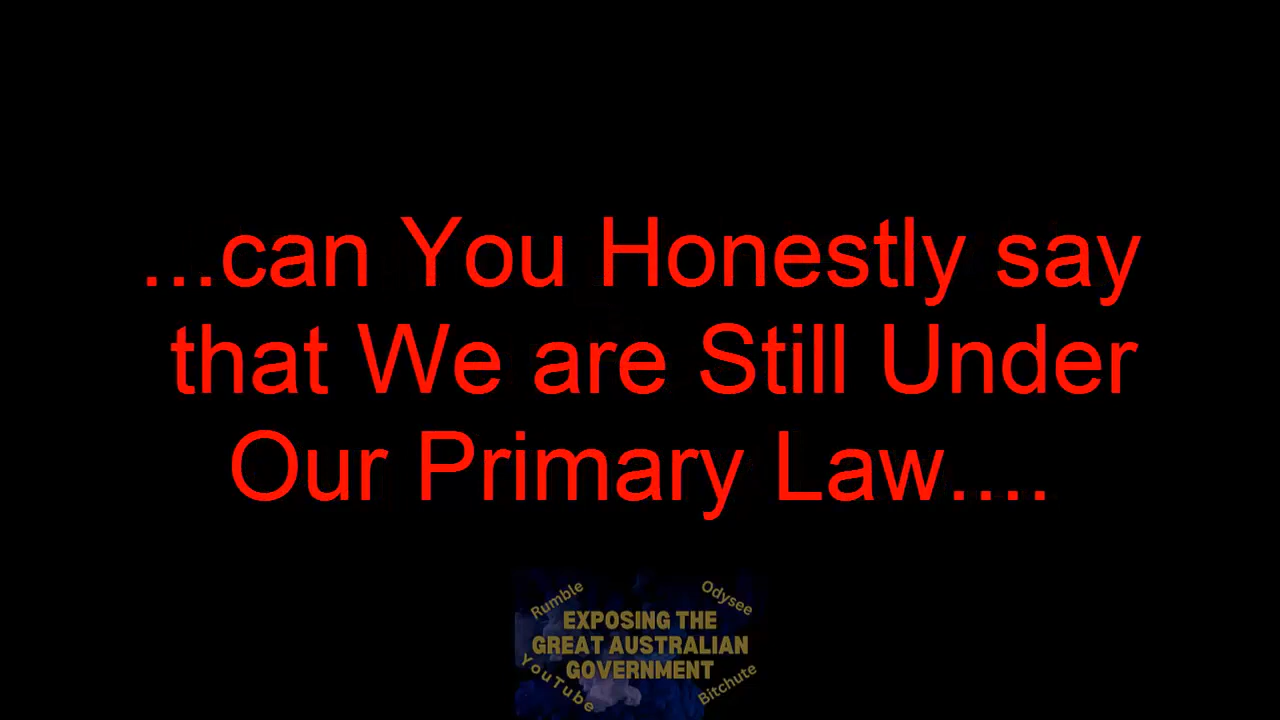 ...can You Honestly say
that We are Still Under
Our Primary Law....
Rumble
Odysee
EXPOSING THE
GREAT AUSTRALIAN
GOVERNMENT
YouTube
Bitchute